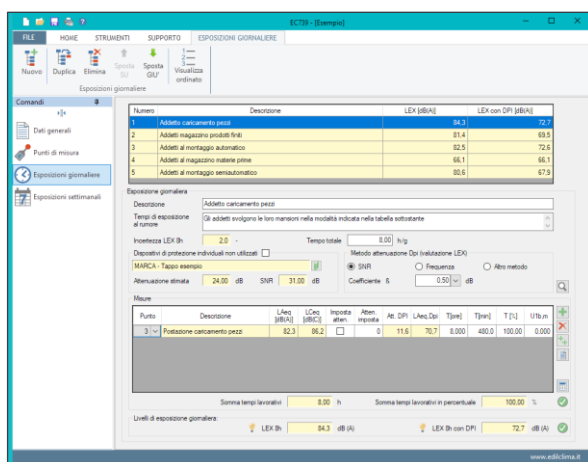 EC730 - [Esempio]
FILE HOME STRUMENTI SUPPORTO ESPOSIZIONI GIORNALIERE
Nuovo Duplica Elimina Sposta SU' Sposta GIU' Visualizza ordinato
Esposizioni giornaliere
Comandi
Dati generali
Punti di misura
Esposizioni giornaliere
Esposizioni settimanali
Numero Descrizione LEX [dB(A)] LEX con DPI [dB(A)]
1 Addetto caricamento pezzi 84,3 72,7
2 Addetti magazzino prodotti finiti 81,4 69,5
3 Addetti al montaggio automatico 82,5 72,6
4 Addetti al magazzino materie prime 66,1 66,1
5 Addetti al montaggio semiautomatico 80,6 67,9
Esposizione giornaliera
Descrizione Addetto caricamento pezzi
Tempi di esposizione al rumore Gli addetti svolgono le loro mansioni nella modalità indicata nella tabella sottostante
Incertezza LEX 8h 2,0 - Tempo totale 8,00 h/g
Dispositivi di protezione individuali non utilizzati
Metodo attenuazione Dpi (valutazione LEX)
MARCA - Tappo esempio
SNR Frequenza Altro metodo
Attenuazione stimata 24,00 dB SNR 31,00 dB
Coefficiente ß 0,50 dB
Misure
Punto Descrizione LAeq [dB(A)] LCeq [dB(C)] Imposta atten. Atten. imposta Att. DPI LAeq,Dpi T[ore] T[min] T [%] U1b,m
3 Postazione caricamento pezzi 82,3 86,2 0 11,6 70,7 8,000 480,0 100,00 0,000
Somma tempi lavorativi 8,00 h Somma tempi lavorativi in percentuale 100,00 %
Livelli di esposizione giornaliera:
LEX 8h 84,3 dB (A) LEX 8h con DPI 72,7 dB (A)
www.edilclima.it